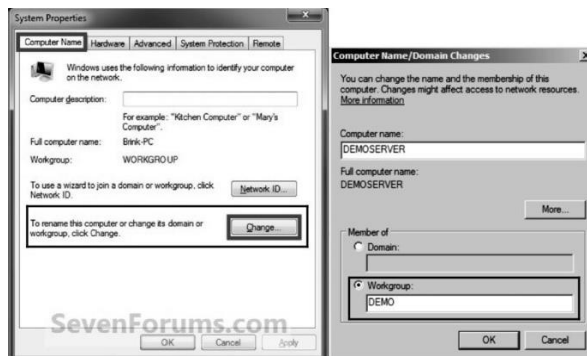 System Properties
Computer Name Hardware Advanced System Protection Remote
Windows uses the following information to identify your computer
on the network.
Computer description:
For example: "Kitchen Computer" or "Mary's
Computer".
Full computer name: Brink-PC
Workgroup: WORKGROUP
To use a wizard to join a domain or workgroup, click
Network ID.
Network ID...
To rename this computer or change its domain or
workgroup, click Change.
Change...
SevenForums.com
OK Cancel Apply
Computer Name/Domain Changes
You can change the name and the membership of this
computer. Changes might affect access to network resources.
More information
Computer name:
DEMOSERVER
Full computer name:
DEMOSERVER
More...
Member of
Domain:
Workgroup:
DEMO
OK Cancel